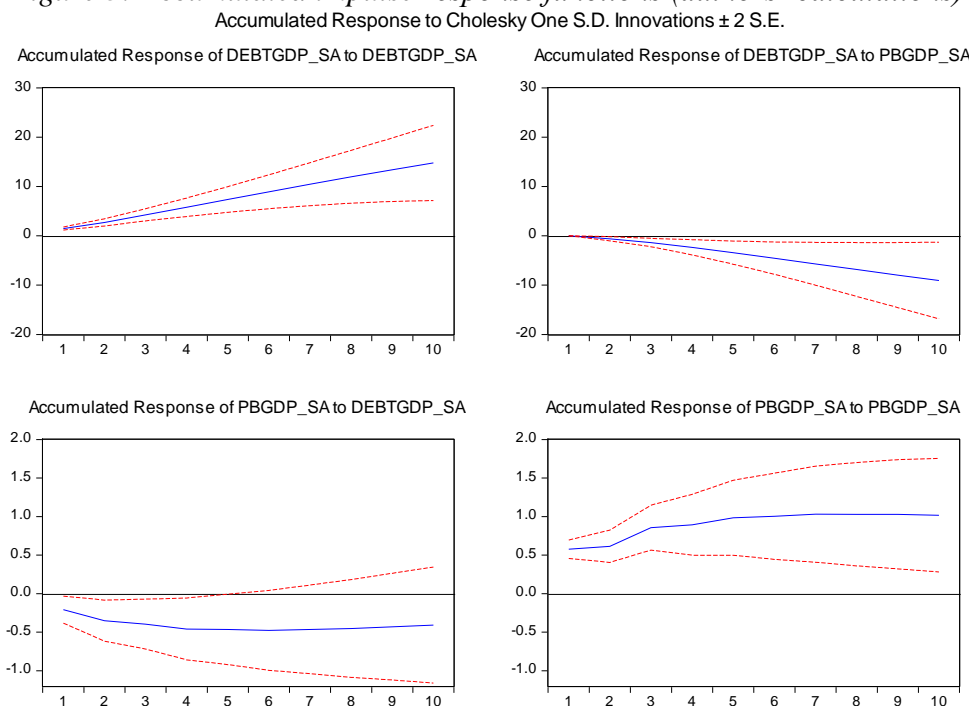 Accumulated Response to Cholesky One S.D. Innovations ± 2 S.E.
Accumulated Response of DEBTGDP_SA to DEBTGDP_SA
30
20
10
0
-10
-20
1 2 3 4 5 6 7 8 9 10
Accumulated Response of DEBTGDP_SA to PBGDP_SA
30
20
10
0
-10
-20
1 2 3 4 5 6 7 8 9 10
Accumulated Response of PBGDP_SA to DEBTGDP_SA
2.0
1.5
1.0
0.5
0.0
-0.5
-1.0
1 2 3 4 5 6 7 8 9 10
Accumulated Response of PBGDP_SA to PBGDP_SA
2.0
1.5
1.0
0.5
0.0
-0.5
-1.0
1 2 3 4 5 6 7 8 9 10